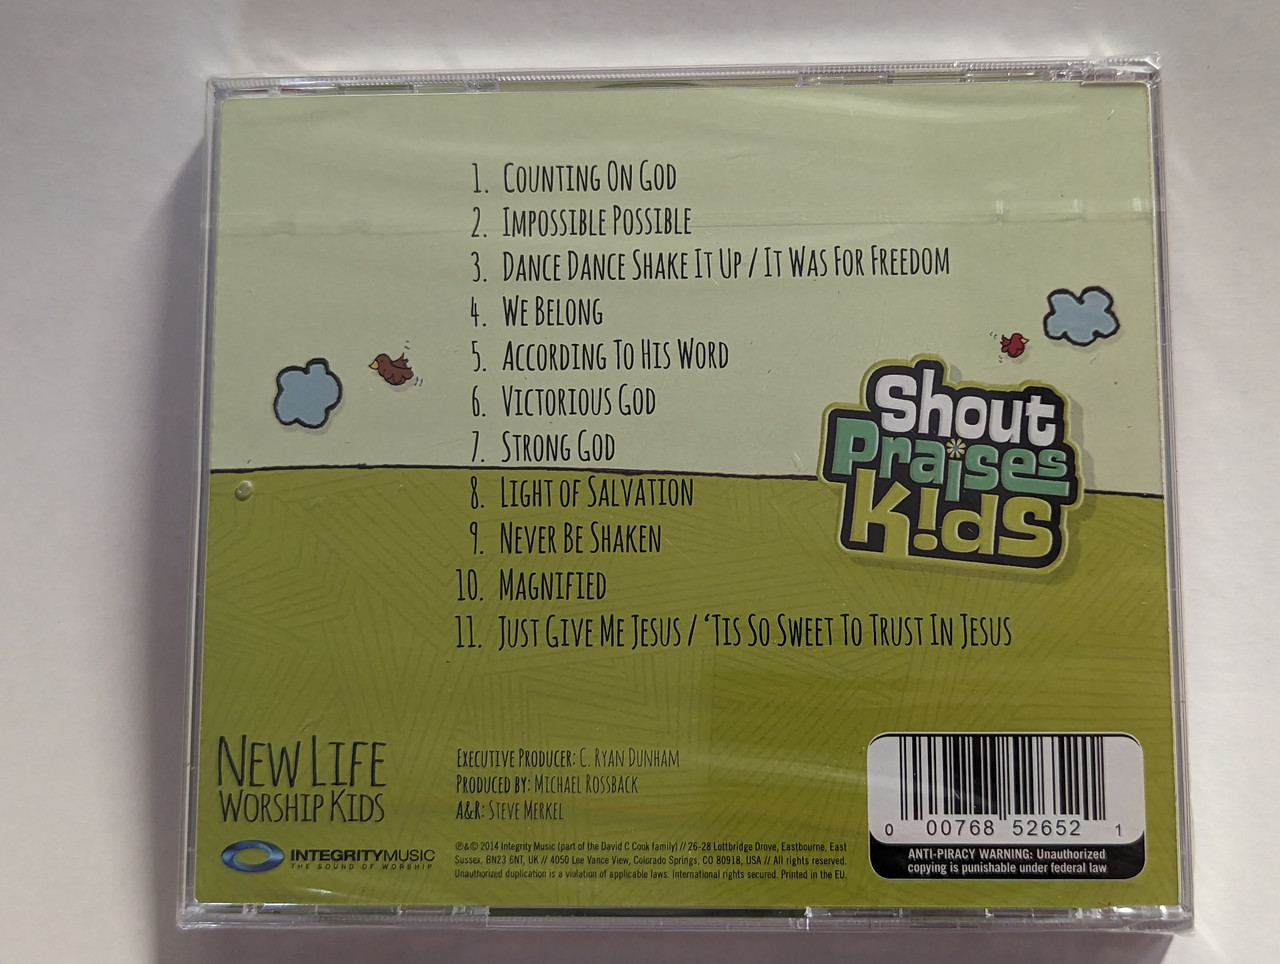 1. Counting On God
2. Impossible Possible
3. Dance Dance Shake It Up / It Was For Freedom
4. We Belong
5. According To His Word
6. Victorious God
7. Strong God
8. Light of Salvation
9. Never Be Shaken
10. Magnified
11. Just Give Me Jesus / ‘Tis So Sweet To Trust In Jesus
Shout
Praises
K!ds
New Life
Worship Kids
INTEGRITYMUSIC
THE SOUND OF WORSHIP
Executive Producer: C. Ryan Dunham
Produced by: Michael Rossback
A&R: Steve Merkel
℗&© 2014 Integrity Music (part of the David C Cook family) // 26-28 Lottbridge Drove, Eastbourne, East
Sussex, BN23 6NT, UK // 4050 Lee Vance View, Colorado Springs, CO 80918, USA // All rights reserved.
Unauthorized duplication is a violation of applicable laws. International rights secured. Printed in the EU.
0 00768 52652 1
ANTI-PIRACY WARNING: Unauthorized
copying is punishable under federal law